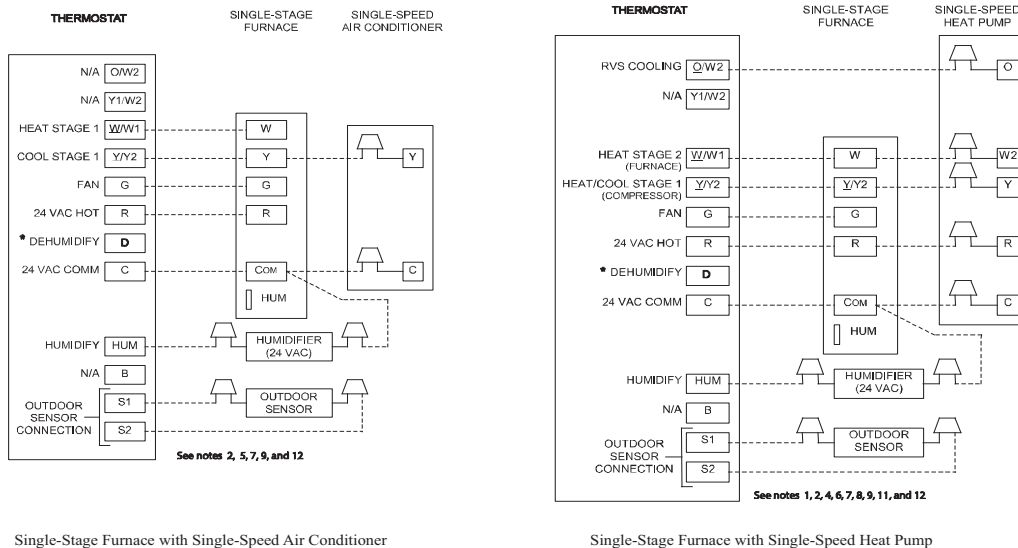 THERMOSTAT
SINGLE-STAGE
FURNACE
SINGLE-SPEED
AIR CONDITIONER
N/A O/W2
N/A Y1/W2
HEAT STAGE 1 W/W1 W
COOL STAGE 1 Y/Y2 Y Y
FAN G G
24 VAC HOT R R
* DEHUMIDIFY D
24 VAC COMM C COM C
HUM
HUMIDIFY HUM HUMIDIFIER
(24 VAC)
N/A B
OUTDOOR
SENSOR
CONNECTION
S1
S2
OUTDOOR
SENSOR
See notes 2, 5, 7, 9, and 12
Single-Stage Furnace with Single-Speed Air Conditioner
THERMOSTAT
SINGLE-STAGE
FURNACE
SINGLE-SPEED
HEAT PUMP
RVS COOLING O/W2 O
N/A Y1/W2
HEAT STAGE 2 W/W1 W W2
(FURNACE)
HEAT/COOL STAGE 1 Y/Y2 Y/Y2 Y
(COMPRESSOR)
FAN G G
24 VAC HOT R R R
* DEHUMIDIFY D
24 VAC COMM C COM C
HUM
HUMIDIFY HUM HUMIDIFIER
(24 VAC)
N/A B
OUTDOOR
SENSOR
CONNECTION
S1
S2
OUTDOOR
SENSOR
See notes 1, 2, 4, 6, 7, 8, 9, 11, and 12
Single-Stage Furnace with Single-Speed Heat Pump